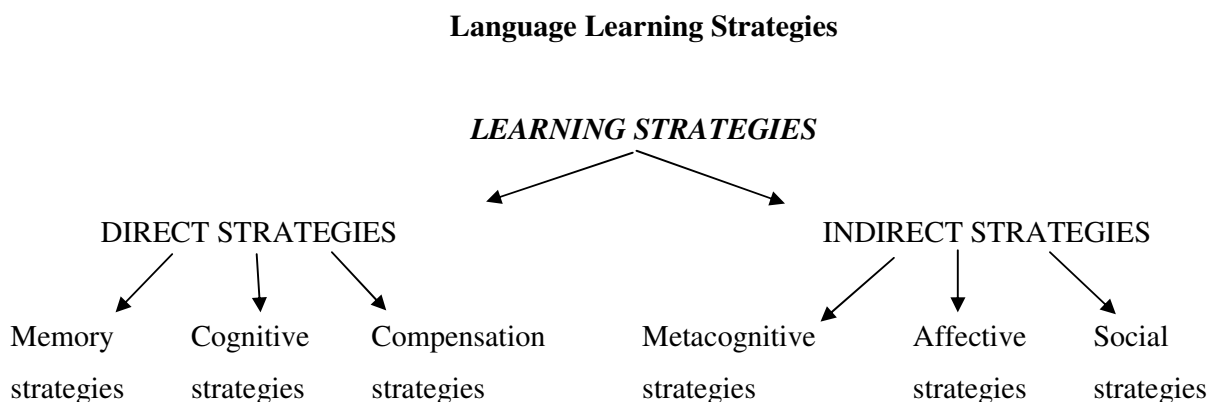 Language Learning Strategies
LEARNING STRATEGIES
DIRECT STRATEGIES
INDIRECT STRATEGIES
Memory
strategies
Cognitive
strategies
Compensation
strategies
Metacognitive
strategies
Affective
strategies
Social
strategies